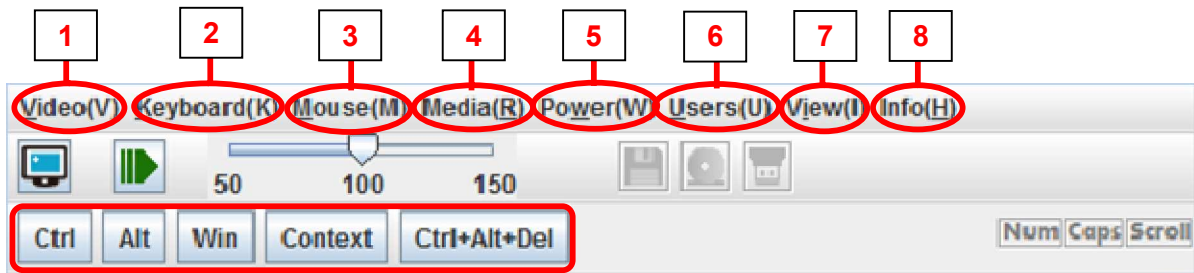 1 2 3 4 5 6 7 8
Video(V) Keyboard(K) Mouse(M) Media(R) Power(W) Users(U) View(I) Info(H)
50 100 150
Ctrl Alt Win Context Ctrl+Alt+Del Num Caps Scroll